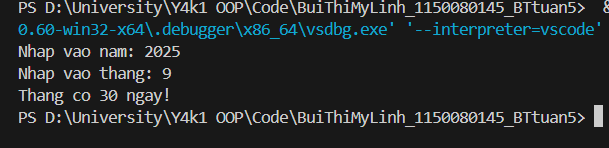 PS D:\University\Y4k1 OOP\Code\BuiThiMyLinh_1150080145_BTtuan5> &
0.60-win32-x64\.debugger\x86_64\vsdbg.exe' '--interpreter=vscode'
Nhap vao nam: 2025
Nhap vao thang: 9
Thang co 30 ngay!
PS D:\University\Y4k1 OOP\Code\BuiThiMyLinh_1150080145_BTtuan5>